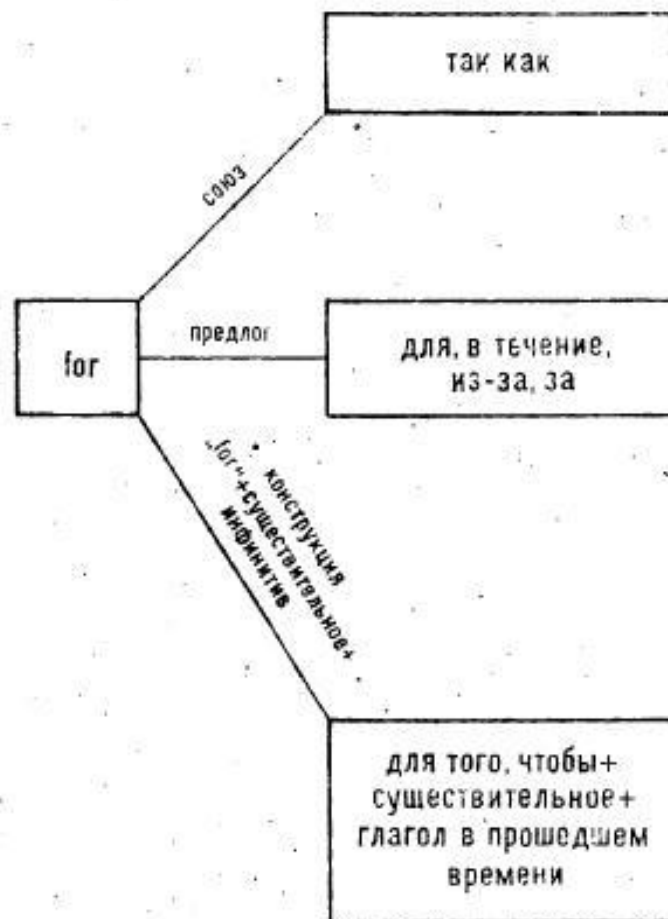 так как
союз
for
предлог
для, в течение,
из-за, за
конструкция
„for“+существительное+
инфинитив
для того, чтобы+
существительное+
глагол в прошедшем
времени